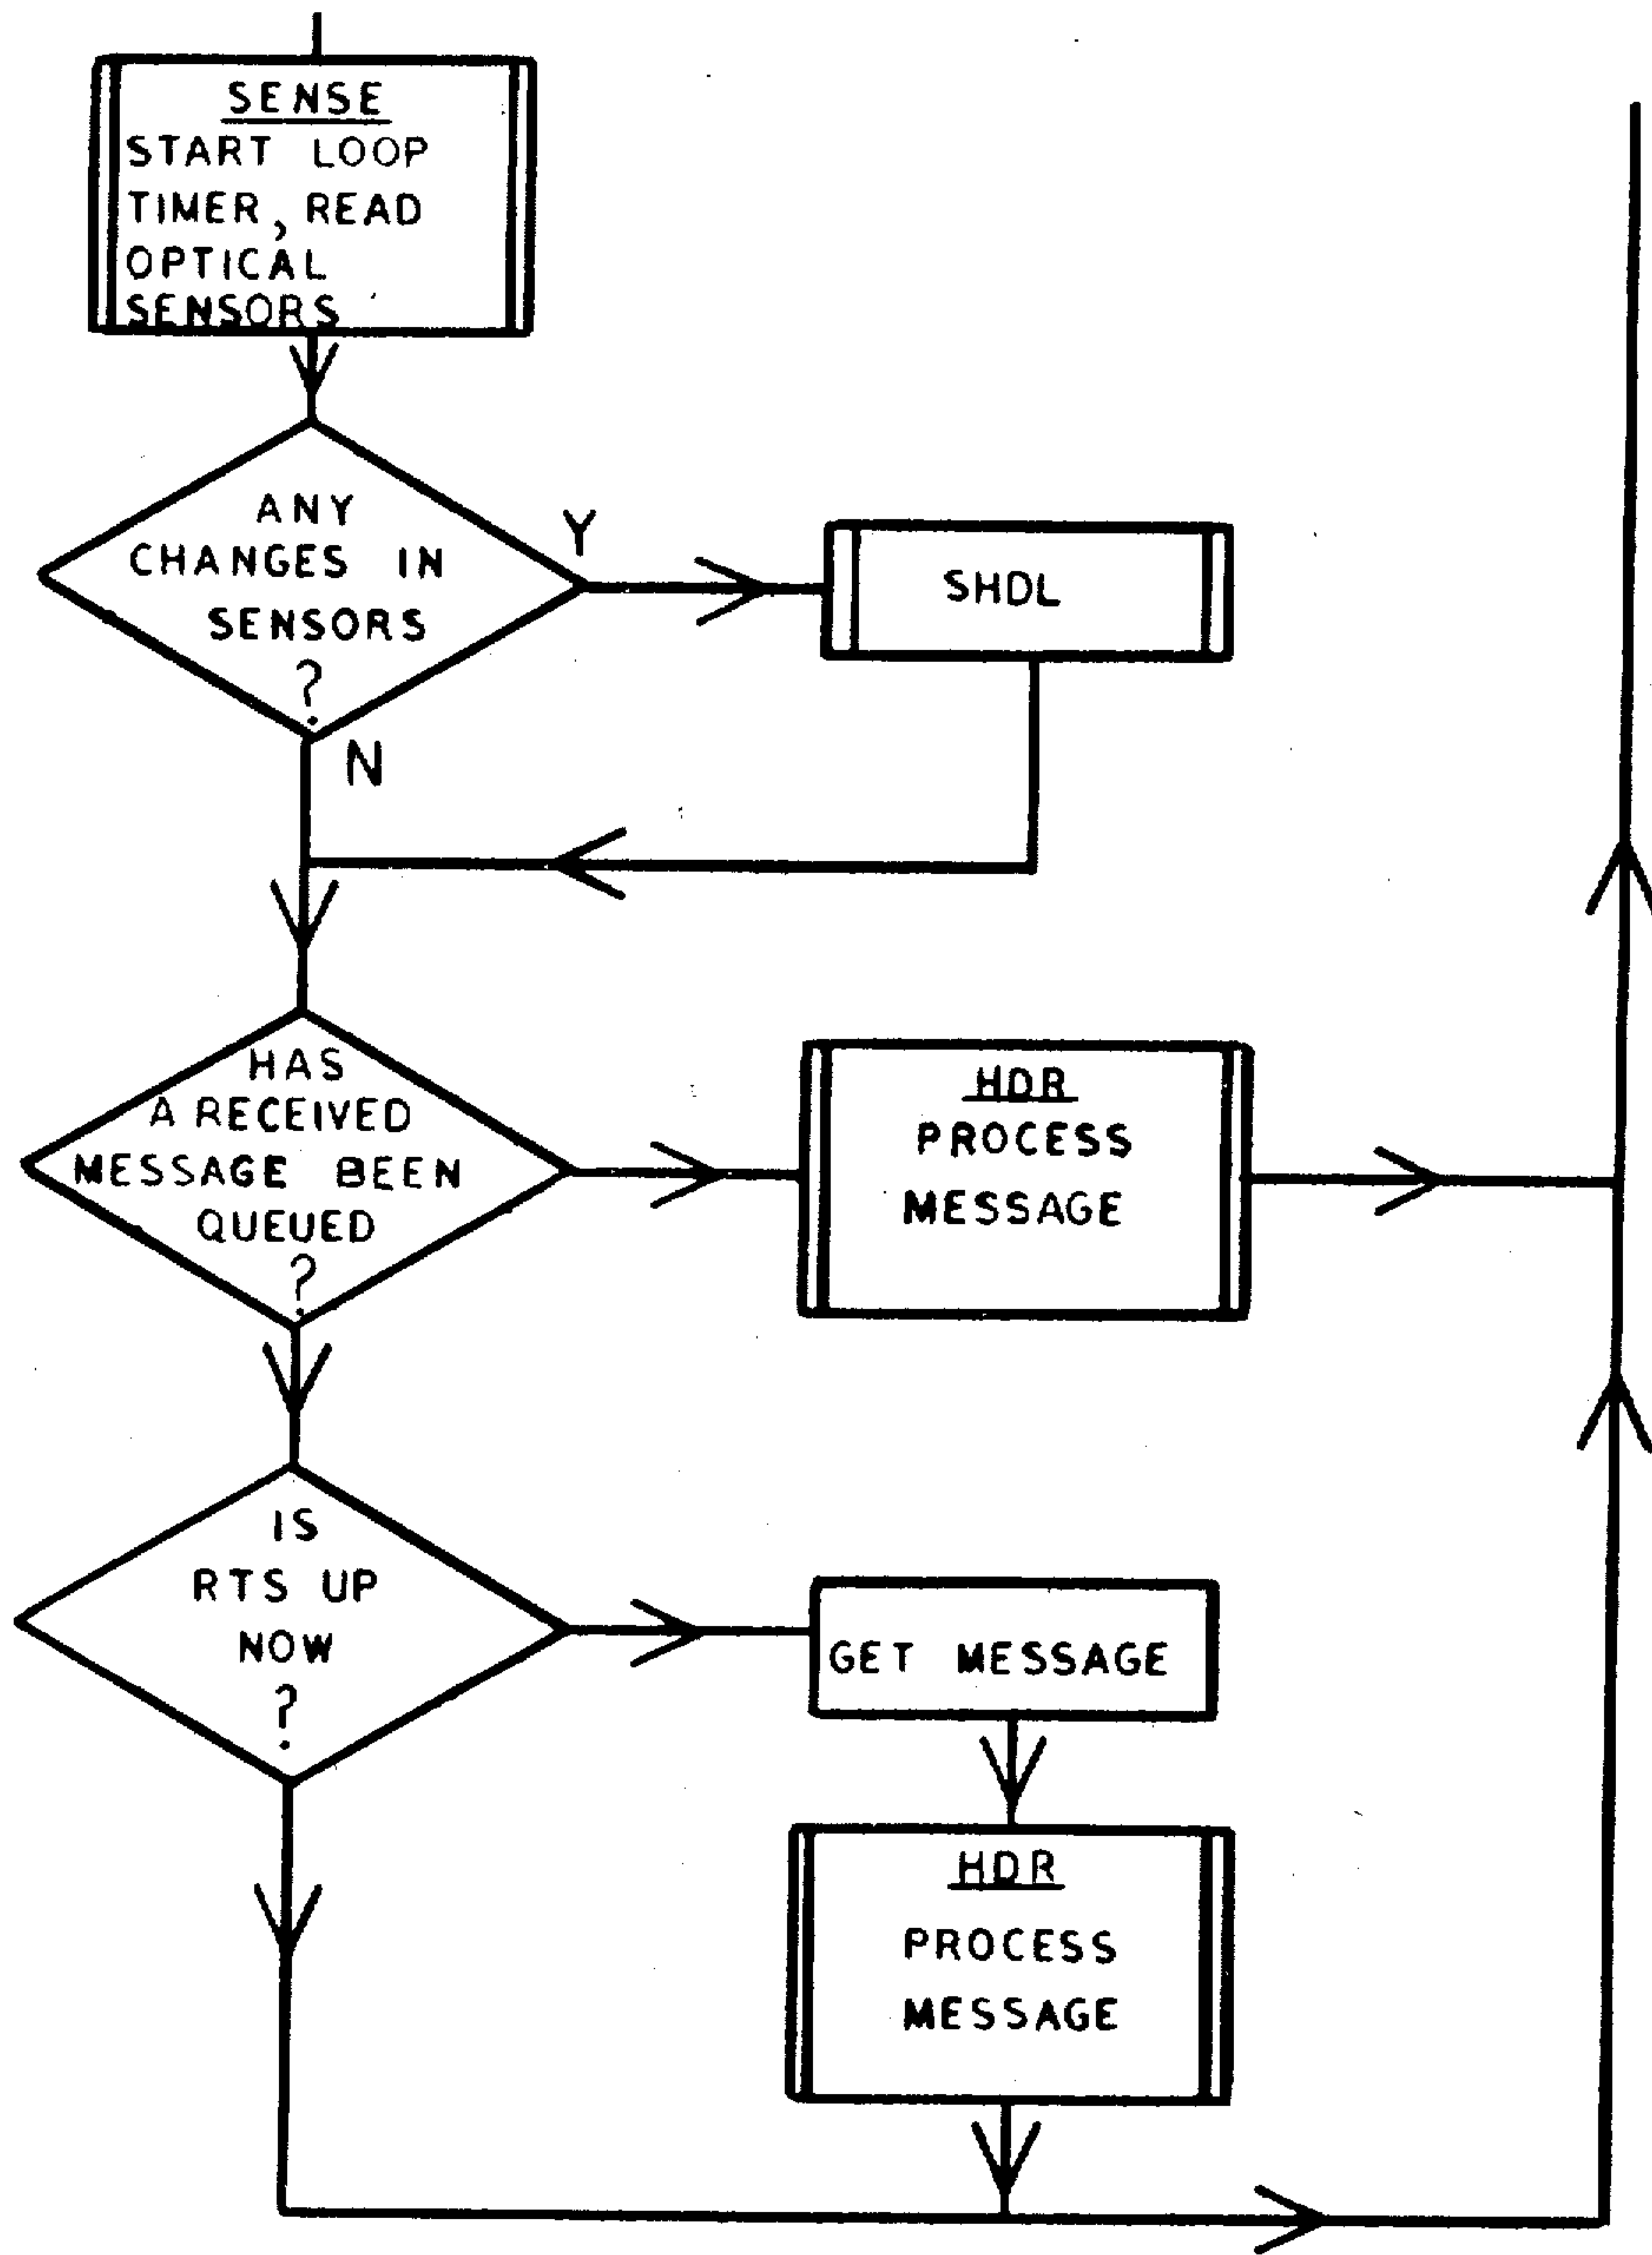 SENSE
START LOOP
TIMER, READ
OPTICAL
SENSORS
ANY
CHANGES IN
SENSORS
?
Y
SHDL
N
HAS
A RECEIVED
MESSAGE BEEN
QUEUED
?
HDR
PROCESS
MESSAGE
IS
RTS UP
NOW
?
GET MESSAGE
HDR
PROCESS
MESSAGE